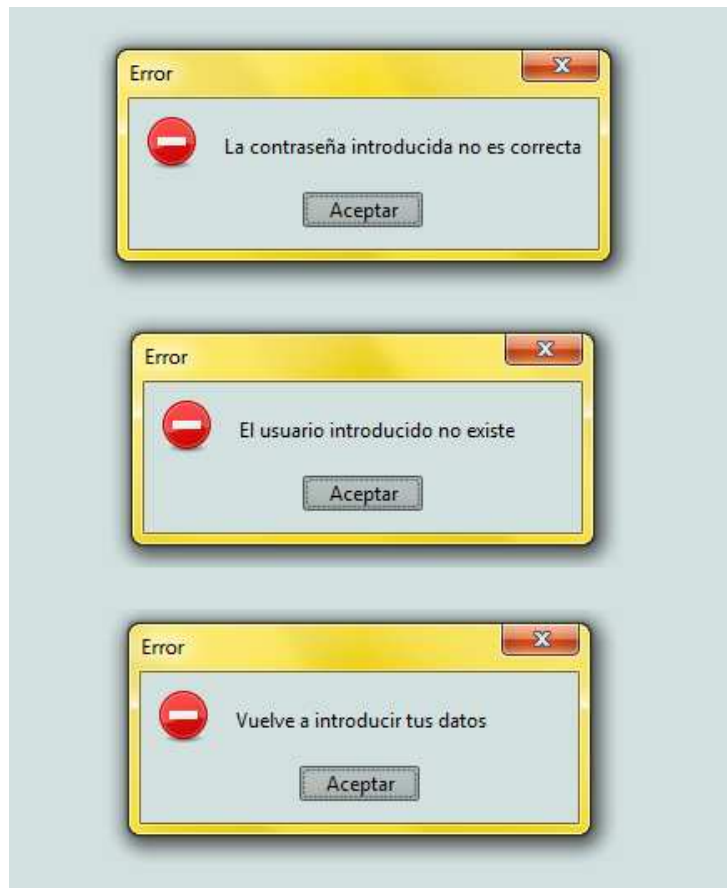 Error
La contraseña introducida no es correcta
Aceptar
Error
El usuario introducido no existe
Aceptar
Error
Vuelve a introducir tus datos
Aceptar